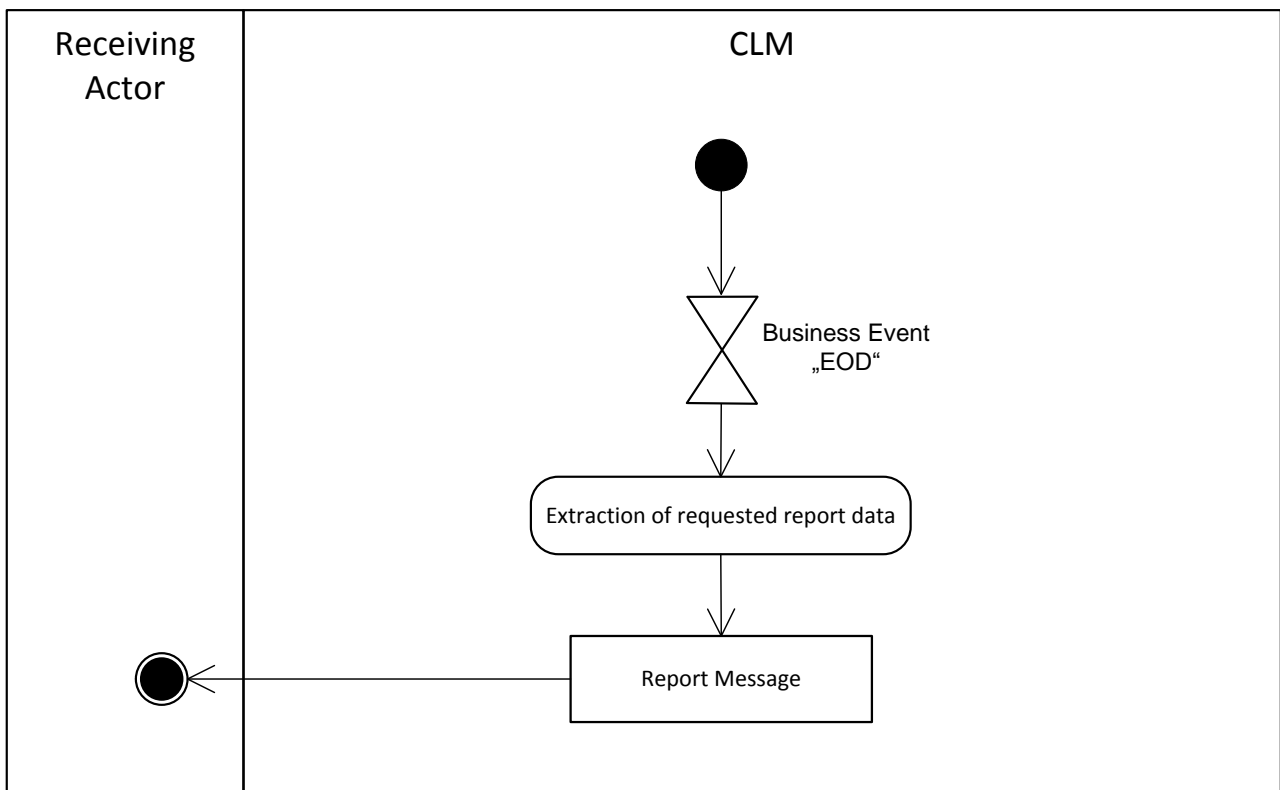 Receiving
Actor
CLM
Business Event
„EOD“
Extraction of requested report data
Report Message